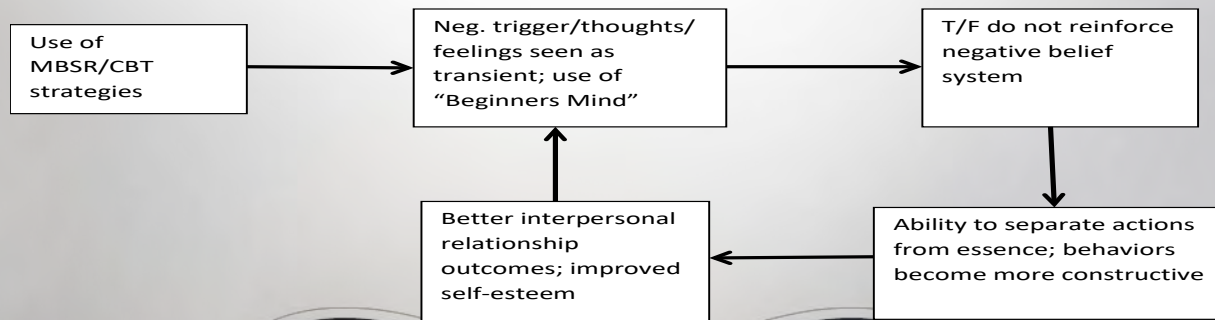 Use of
MBSR/CBT
strategies
Neg. trigger/thoughts/
feelings seen as
transient; use of
“Beginners Mind”
T/F do not reinforce
negative belief
system
Ability to separate actions
from essence; behaviors
become more constructive
Better interpersonal
relationship
outcomes; improved
self-esteem